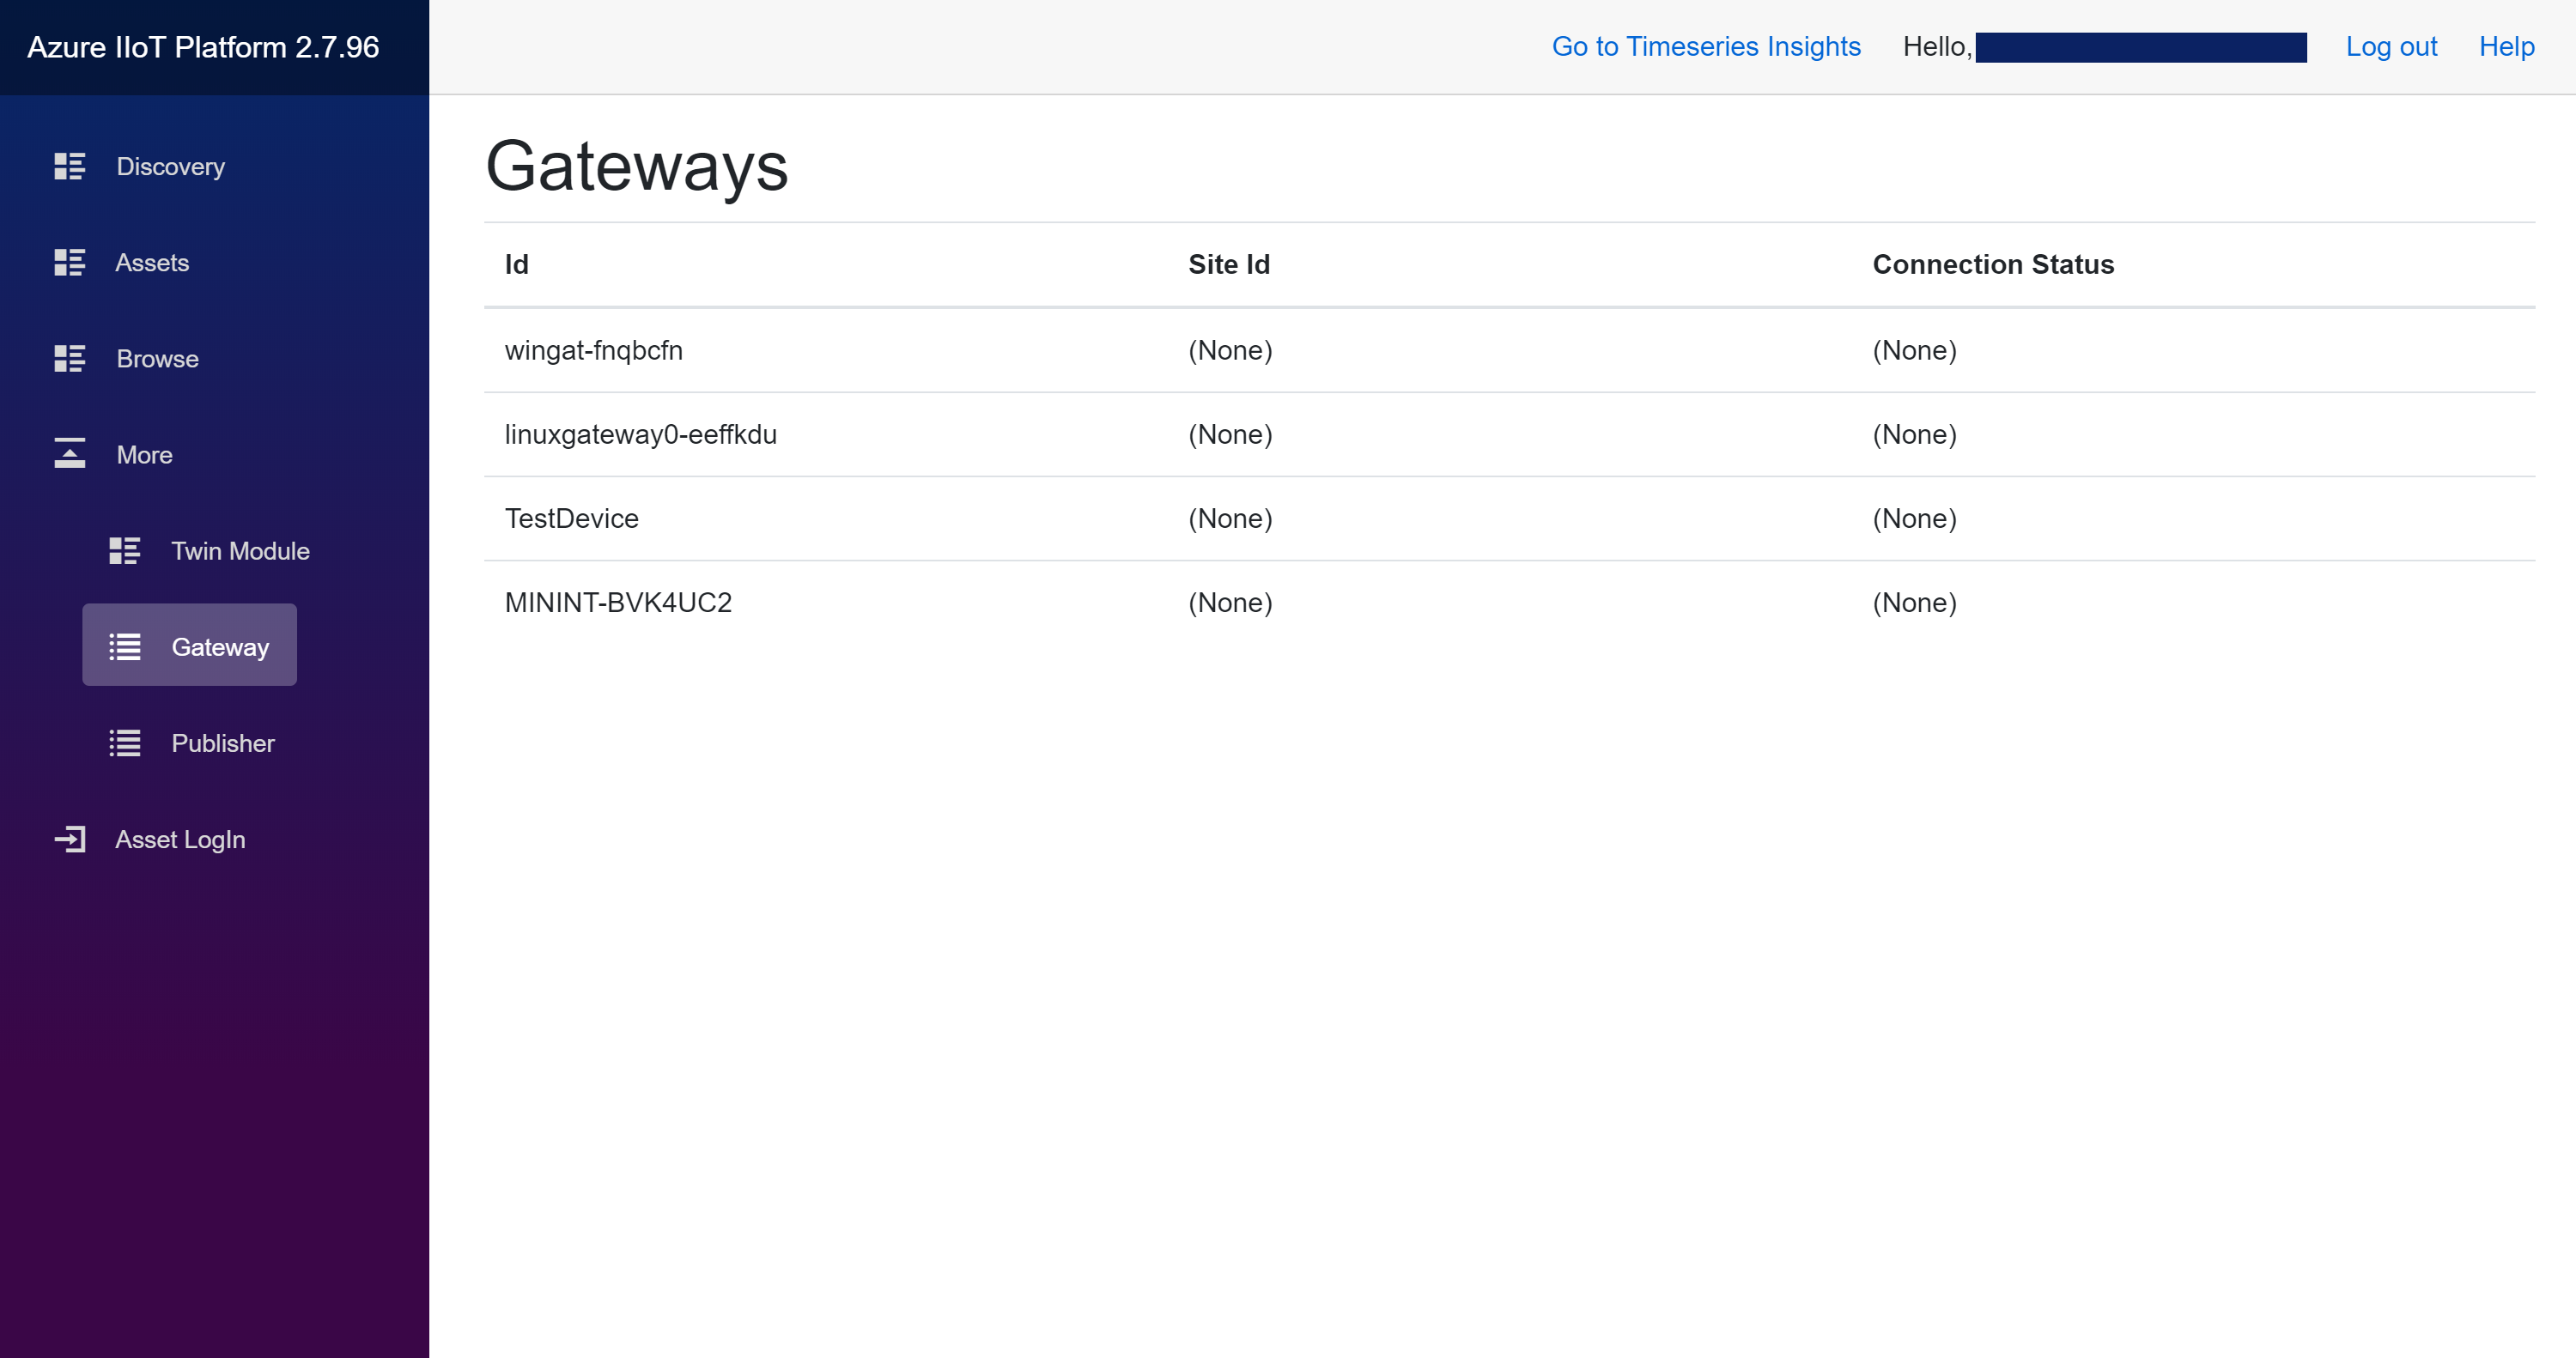 Azure IIoT Platform 2.7.96
Go to Timeseries Insights Hello, Log out Help
Discovery
Assets
Browse
More
Twin Module
Gateway
Publisher
Asset LogIn
Gateways
Id Site Id Connection Status
wingat-fnqbcfn (None) (None)
linuxgateway0-eeffkdu (None) (None)
TestDevice (None) (None)
MININT-BVK4UC2 (None) (None)